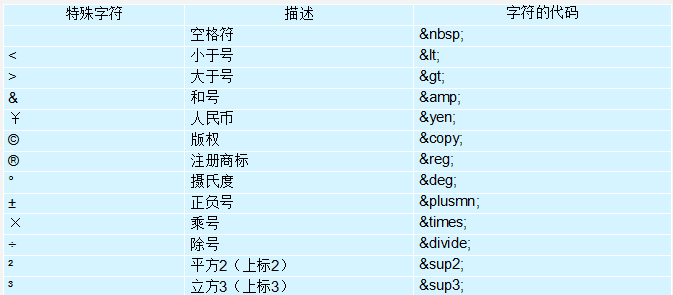 特殊字符 描述 字符的代码
空格符 &nbsp;
< 小于号 &lt;
> 大于号 &gt;
& 和号 &amp;
¥ 人民币 &yen;
© 版权 &copy;
® 注册商标 &reg;
° 摄氏度 &deg;
± 正负号 &plusmn;
× 乘号 &times;
÷ 除号 &divide;
² 平方2（上标2） &sup2;
³ 立方3（上标3） &sup3;